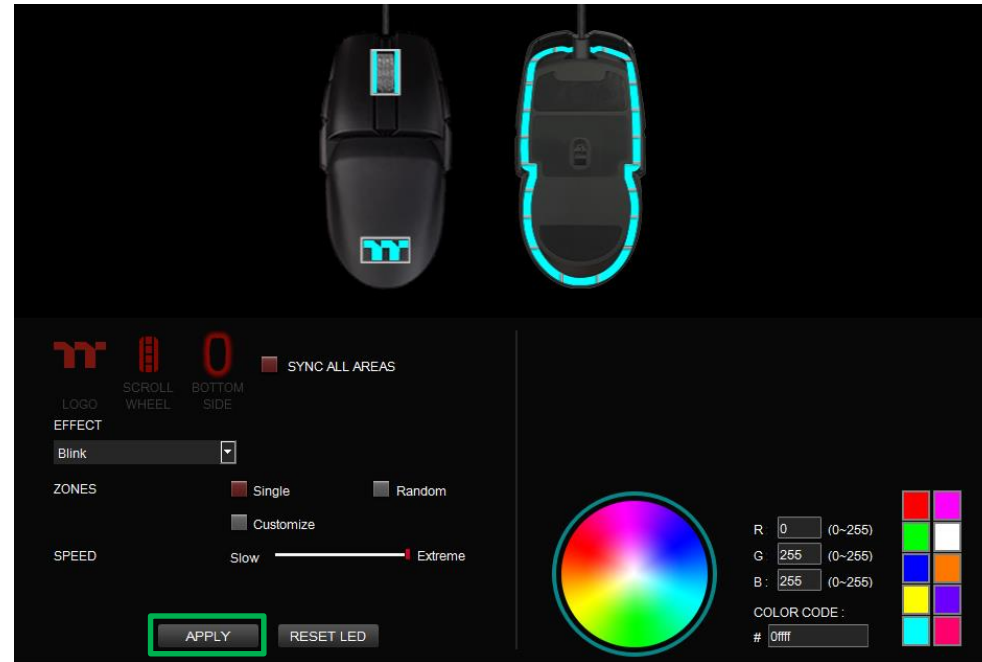 SYNC ALL AREAS
LOGO
SCROLL WHEEL
BOTTOM SIDE
EFFECT
Blink
ZONES
Single
Random
Customize
SPEED
Slow
Extreme
APPLY
RESET LED
R 0 (0~255)
G 255 (0~255)
B: 255 (0~255)
COLOR CODE :
# 0ffff